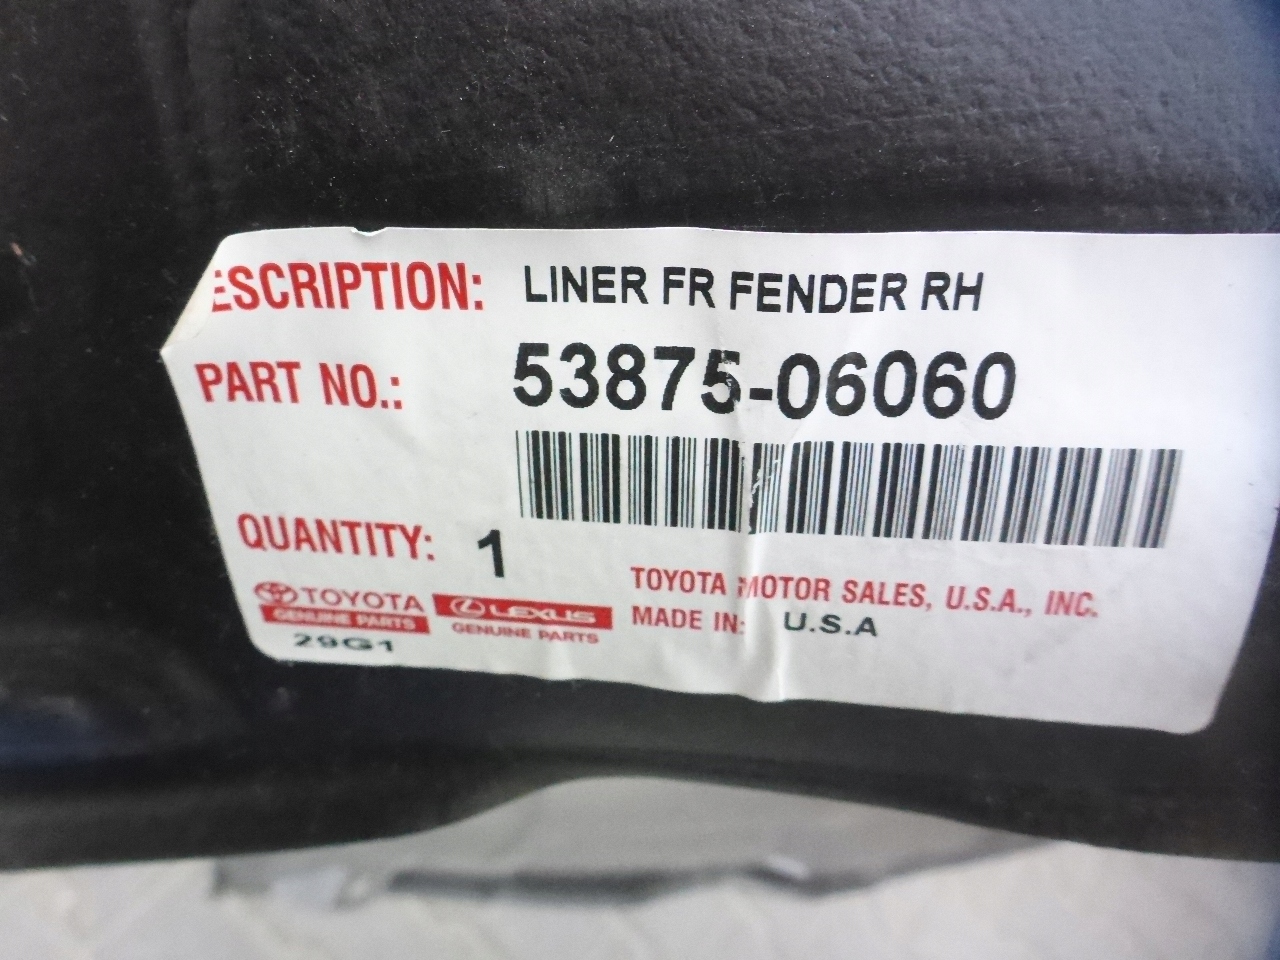 ESCRIPTION: LINER FR FENDER RH
PART NO.: 53875-06060
QUANTITY: 1
TOYOTA
GENUINE PARTS
LEXUS
GENUINE PARTS
29G1
TOYOTA MOTOR SALES, U.S.A., INC.
MADE IN: U.S.A